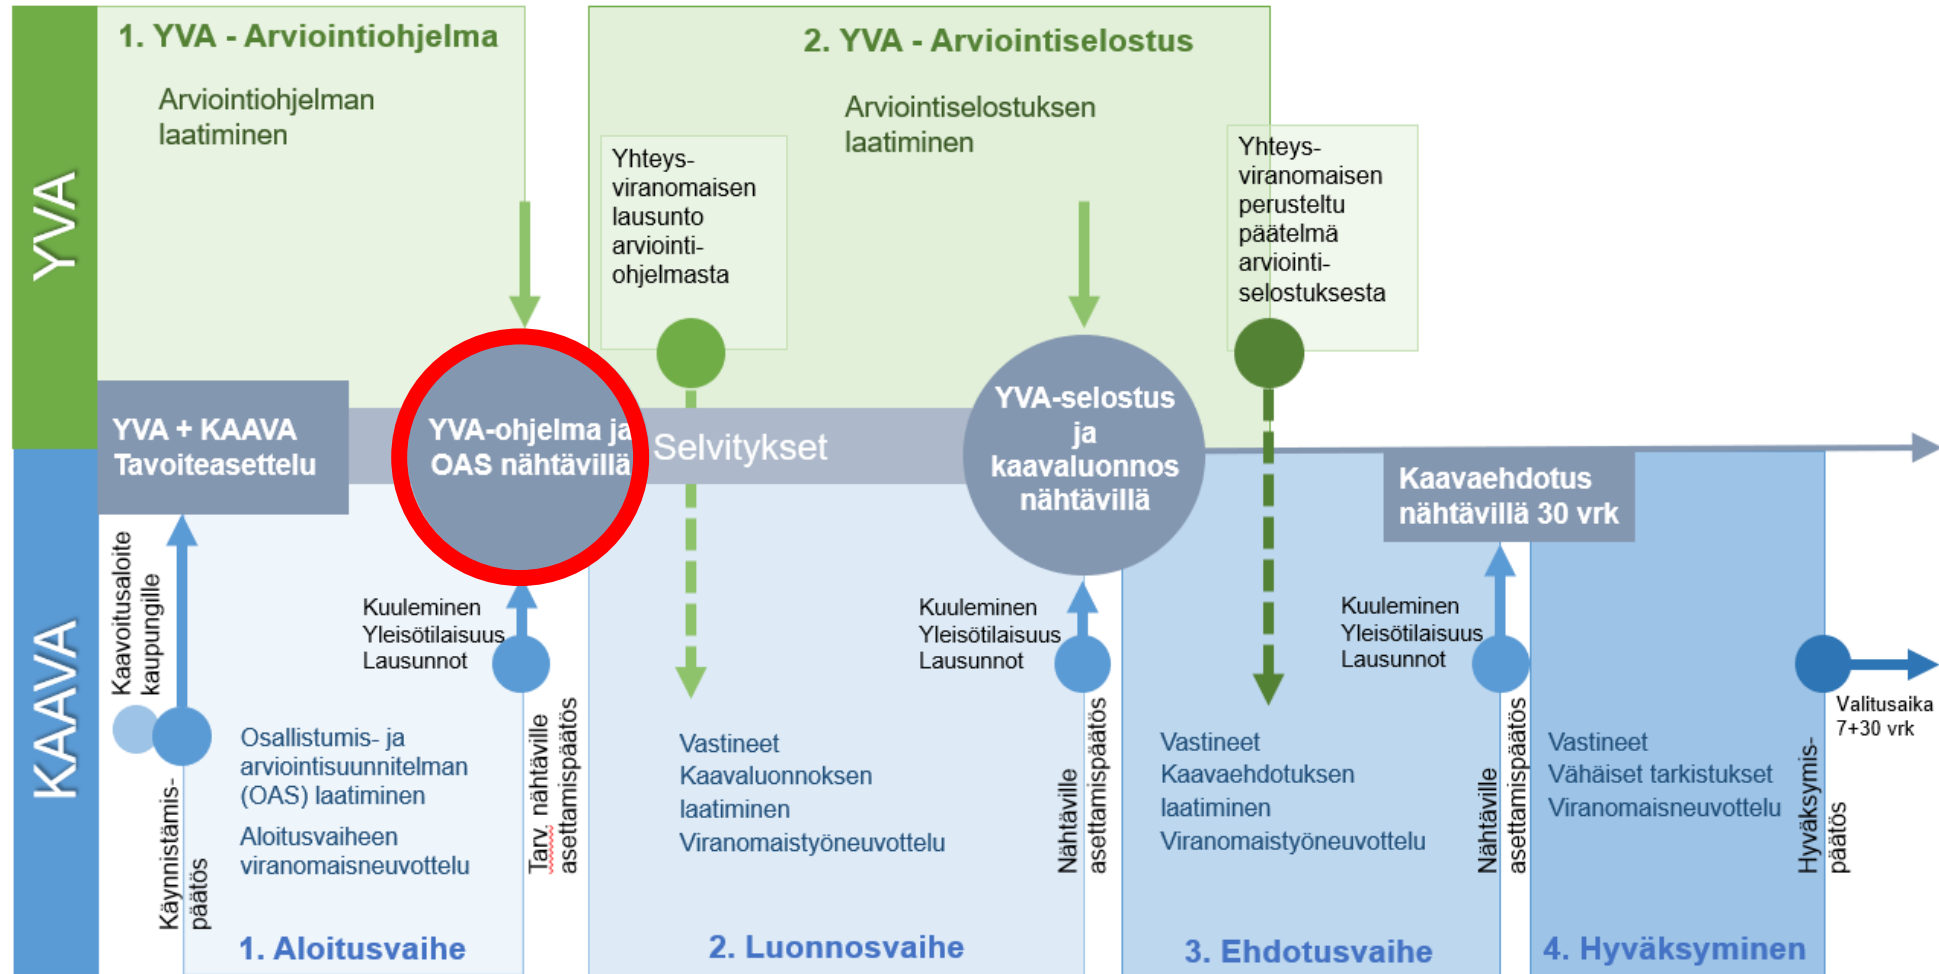 YVA
1. YVA - Arviointiohjelma
Arviointiohjelman
laatiminen
2. YVA - Arviointiselostus
Arviointiselostuksen
laatiminen
Yhteys-
viranomaisen
lausunto
arviointi-
ohjelmasta
Yhteys-
viranomaisen
perusteltu
päätelmä
arviointi-
selostuksesta
YVA + KAAVA
Tavoiteasettelu
YVA-ohjelma ja
OAS nähtävillä
Selvitykset
YVA-selostus
ja
kaavaluonnos
nähtävillä
Kaavaehdotus
nähtävillä 30 vrk
KAAVA
Kaavoitusaloite
kaupungille
Käynnistämis-
päätös
Osallistumis- ja
arviointisuunnitelman
(OAS) laatiminen
Aloitusvaiheen
viranomaisneuvottelu
1. Aloitusvaihe
Kuuleminen
Yleisötilaisuus
Lausunnot
Tarv. nähtäville
asettamispäätös
Vastineet
Kaavaluonnoksen
laatiminen
Viranomaistyöneuvottelu
2. Luonnosvaihe
Kuuleminen
Yleisötilaisuus
Lausunnot
Nähtäville
asettamispäätös
Vastineet
Kaavaehdotuksen
laatiminen
Viranomaistyöneuvottelu
3. Ehdotusvaihe
Kuuleminen
Yleisötilaisuus
Lausunnot
Nähtäville
asettamispäätös
Vastineet
Vähäiset tarkistukset
Viranomaisneuvottelu
4. Hyväksyminen
Hyväksymis-
päätös
Valitusaika
7+30 vrk